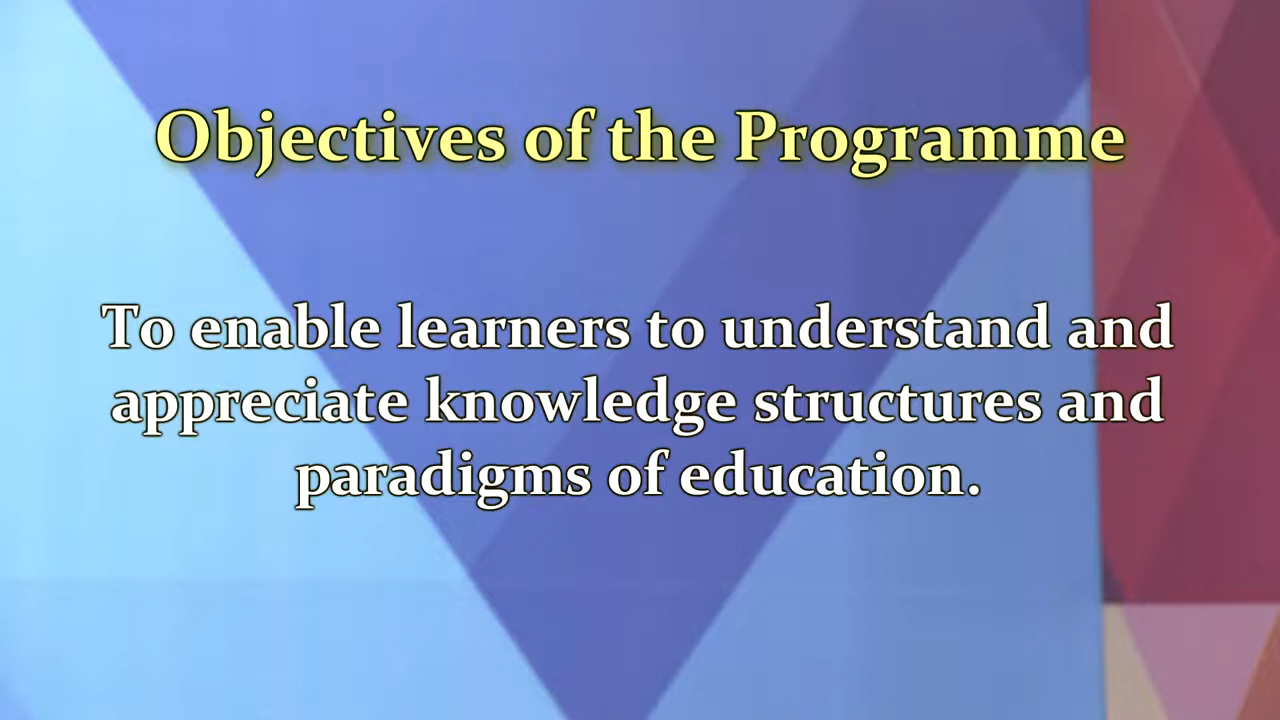 Objectives of the Programme
To enable learners to understand and
appreciate knowledge structures and
paradigms of education.